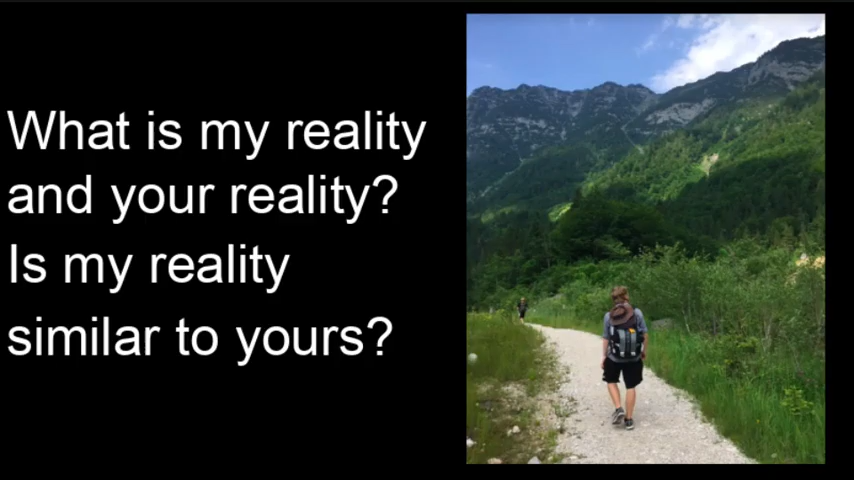 What is my reality
and your reality?
Is my reality
similar to yours?